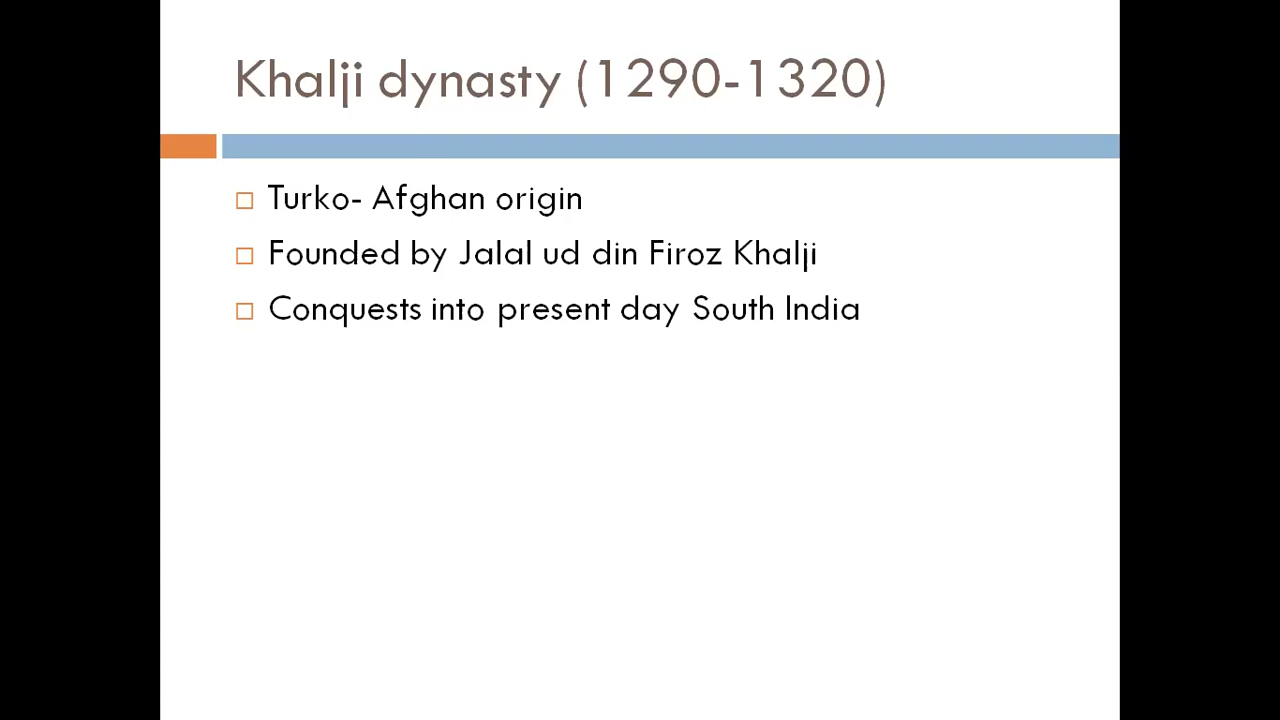 Khalji dynasty (1290-1320)
Turko- Afghan origin
Founded by Jalal ud din Firoz Khalji
Conquests into present day South India